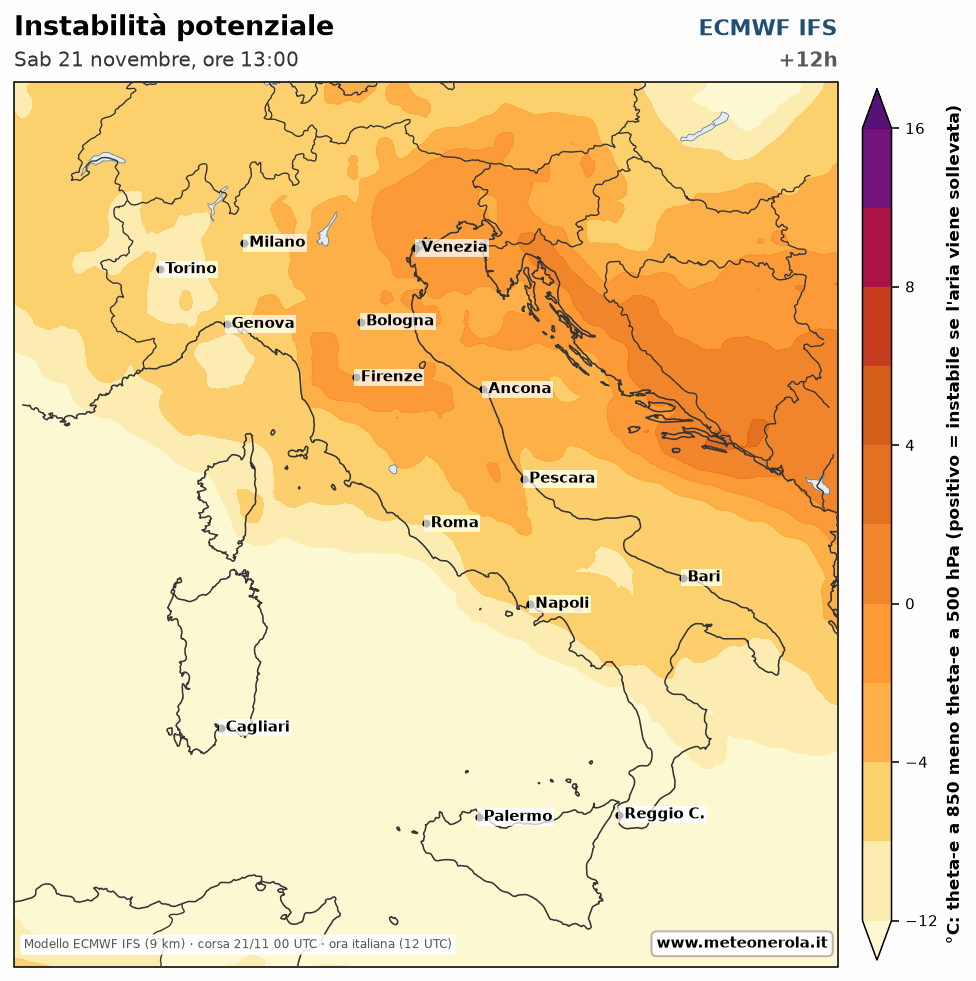 Instabilità potenziale
ECMWF IFS
Sab 21 novembre, ore 13:00
+12h
Milano
Venezia
Torino
Genova
Bologna
Firenze
Ancona
Pescara
Roma
Bari
Napoli
Cagliari
Palermo
Reggio C.
16
8
4
0
−4
−12
°C: theta-e a 850 meno theta-e a 500 hPa (positivo = instabile se l'aria viene sollevata)
Modello ECMWF IFS (9 km) · corsa 21/11 00 UTC · ora italiana (12 UTC)
www.meteonerola.it